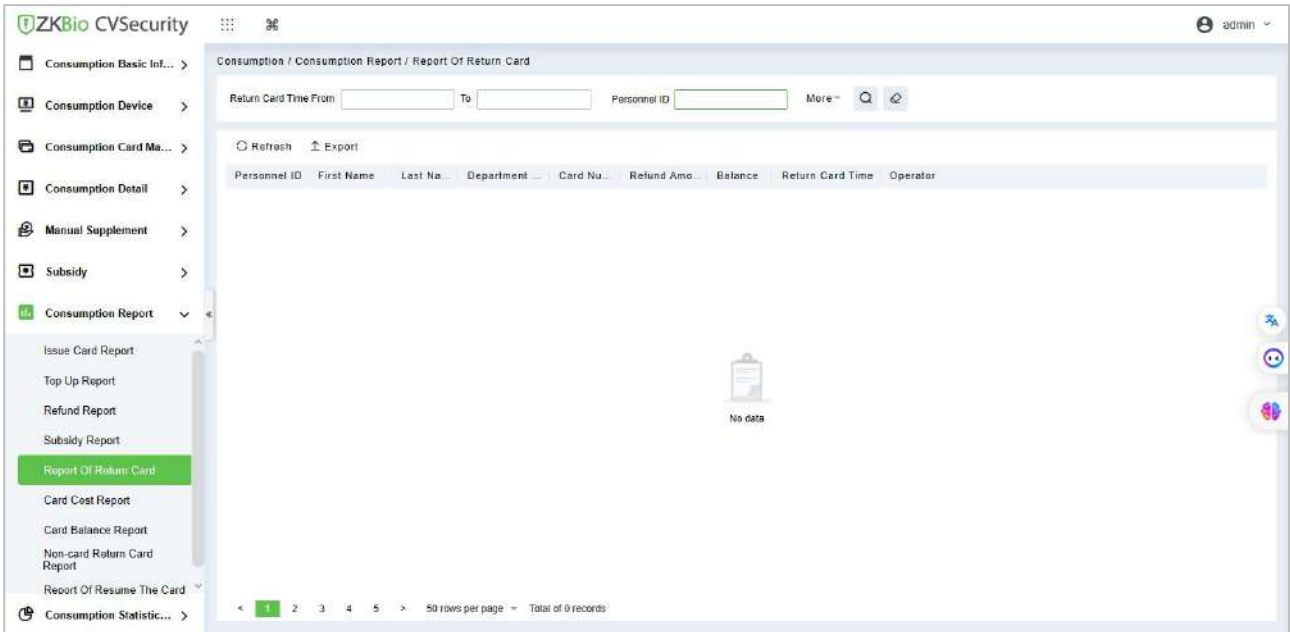 ZKBio CVSecurity
admin
Consumption Basic Inf...
Consumption Device
Consumption Card Ma...
Consumption Detail
Manual Supplement
Subsidy
Consumption Report
Issue Card Report
Top Up Report
Refund Report
Subsidy Report
Report Of Return Card
Card Cost Report
Card Balance Report
Non-card Return Card
Report
Report Of Resume The Card
Consumption Statistic...
Consumption / Consumption Report / Report Of Return Card
Return Card Time From To Personnel ID More
Refresh Export
Personnel ID First Name Last Na... Department ... Card Nu... Refund Amo... Balance Return Card Time Operator
No data
< 1 2 3 4 5 > 50 rows per page Total of 0 records